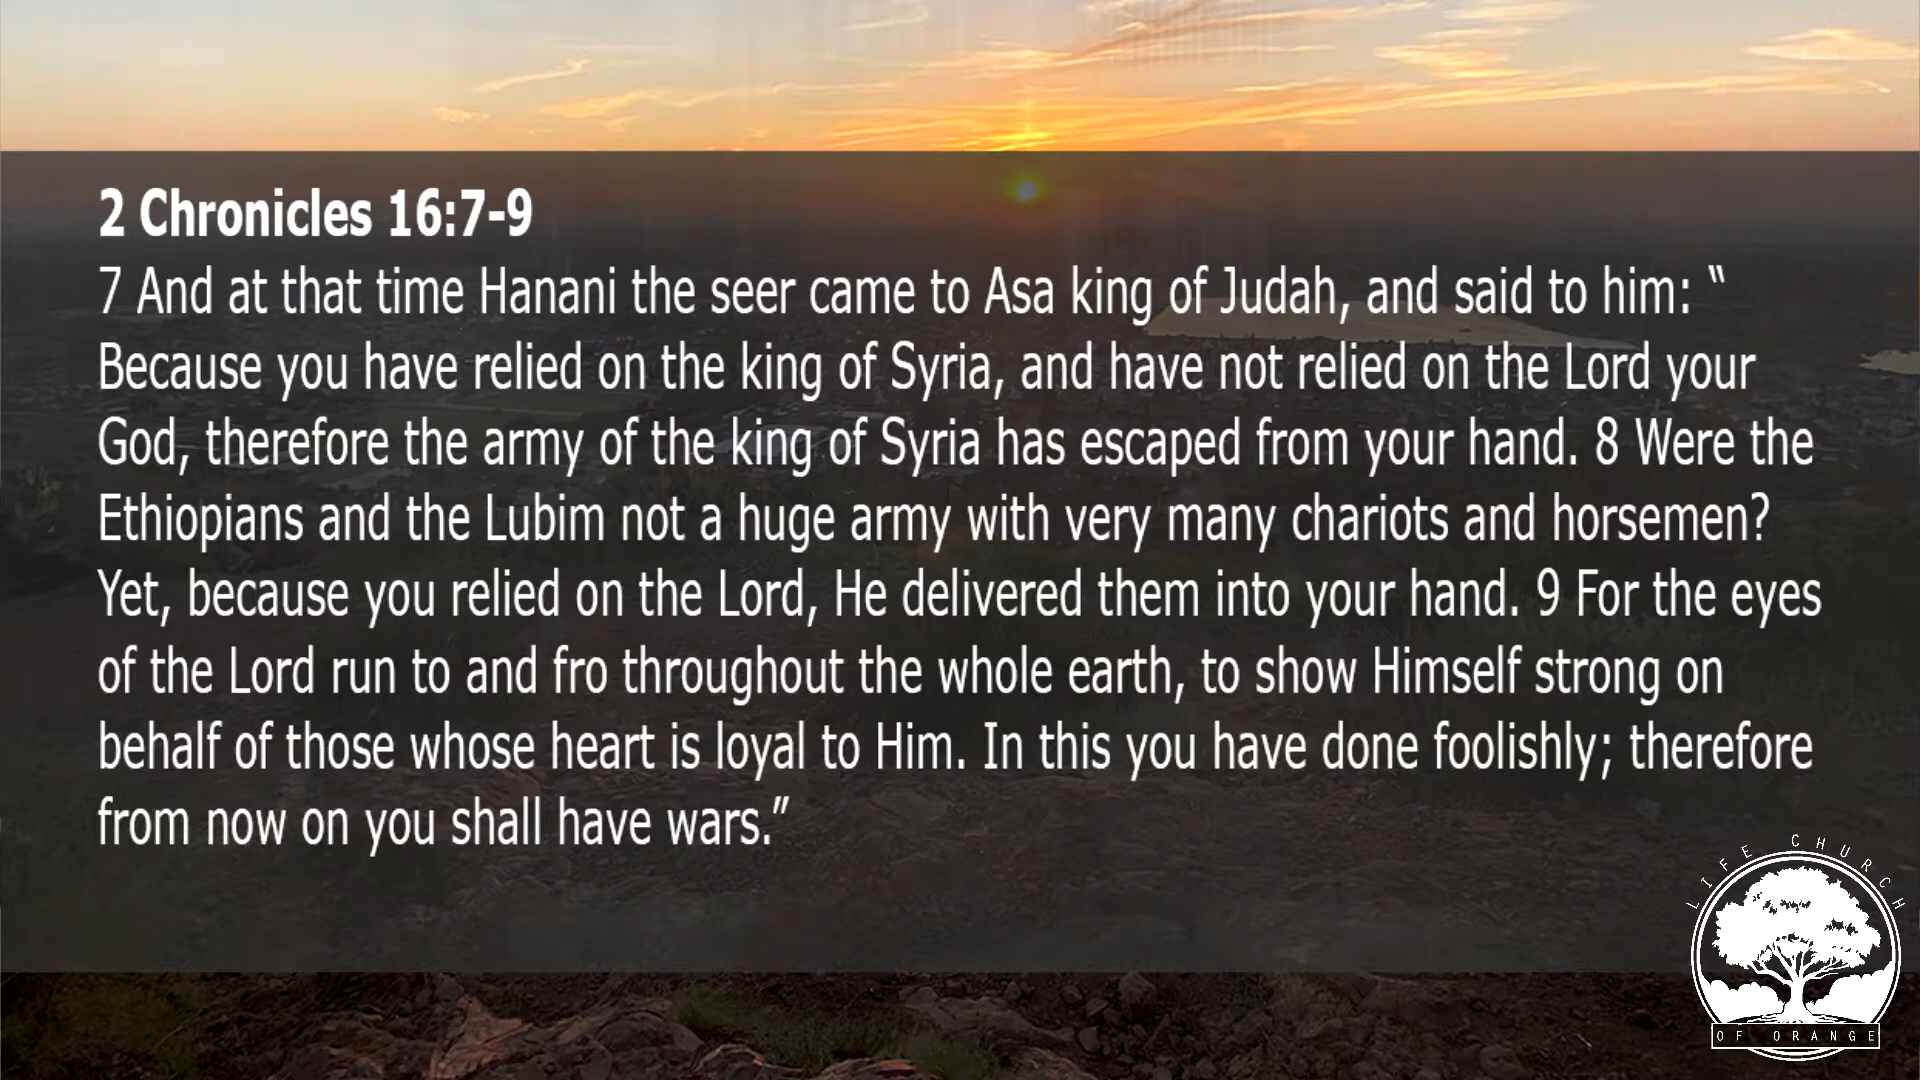 2 Chronicles 16:7-9
7 And at that time Hanani the seer came to Asa king of Judah, and said to him: “
Because you have relied on the king of Syria, and have not relied on the Lord your
God, therefore the army of the king of Syria has escaped from your hand. 8 Were the
Ethiopians and the Lubim not a huge army with very many chariots and horsemen?
Yet, because you relied on the Lord, He delivered them into your hand. 9 For the eyes
of the Lord run to and fro throughout the whole earth, to show Himself strong on
behalf of those whose heart is loyal to Him. In this you have done foolishly; therefore
from now on you shall have wars.”
LIFE CHURCH
OF ORANGE